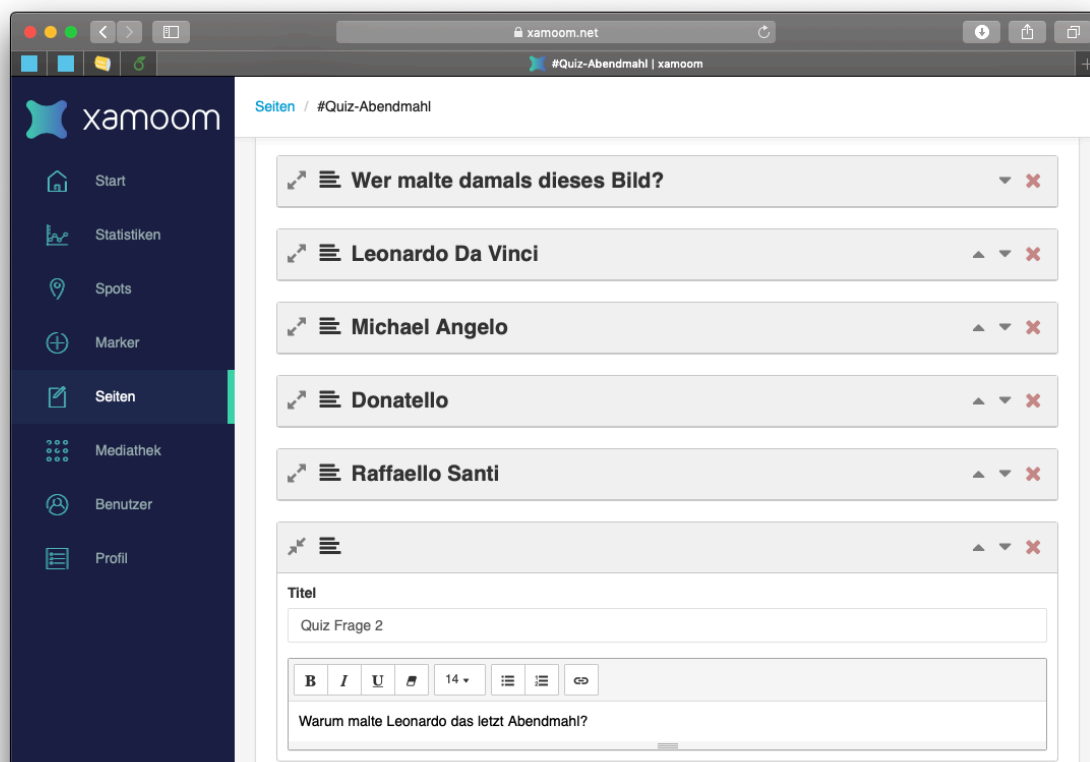 xamoom.net
#Quiz-Abendmahl | xamoom
xamoom
Seiten / #Quiz-Abendmahl
Start
Statistiken
Spots
Marker
Seiten
Mediathek
Benutzer
Profil
Wer malte damals dieses Bild?
Leonardo Da Vinci
Michael Angelo
Donatello
Raffaello Santi
Titel
Quiz Frage 2
B I U 14
Warum malte Leonardo das letzt Abendmahl?